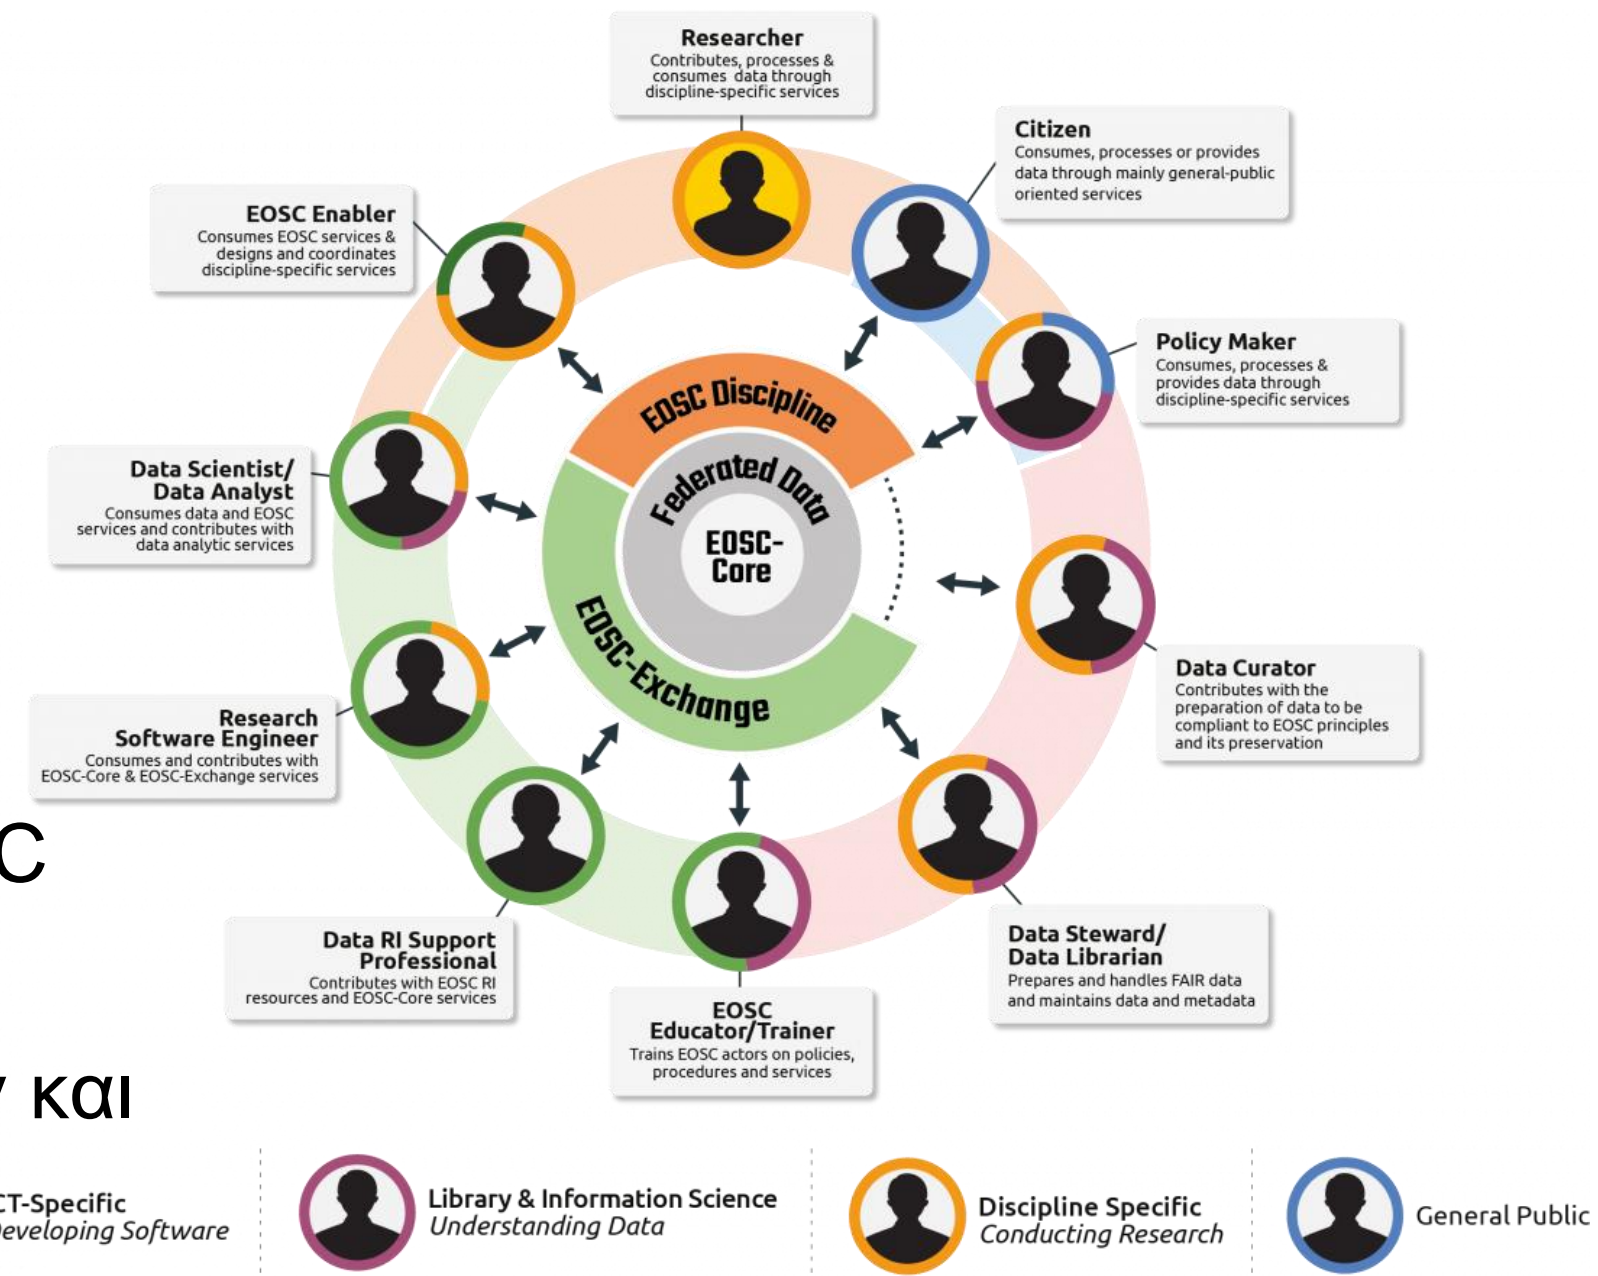 Researcher
Contributes, processes &
consumes data through
discipline-specific services
Citizen
Consumes, processes or provides
data through mainly general-public
oriented services
EOSC Enabler
Consumes EOSC services &
designs and coordinates
discipline-specific services
Policy Maker
Consumes, processes &
provides data through
discipline-specific services
EOSC Discipline
Federated Data
EOSC-
Core
EOSC-Exchange
Data Scientist/
Data Analyst
Consumes data and EOSC
services and contributes with
data analytic services
Data Curator
Contributes with the
preparation of data to be
compliant to EOSC principles
and its preservation
Research
Software Engineer
Consumes and contributes with
EOSC-Core & EOSC-Exchange services
C
Data RI Support
Professional
Contributes with EOSC RI
resources and EOSC-Core services
Data Steward/
Data Librarian
Prepares and handles FAIR data
and maintains data and metadata
EOSC
Educator/Trainer
Trains EOSC actors on policies,
procedures and services
και
CT-Specific
eveloping Software
Library & Information Science
Understanding Data
Discipline Specific
Conducting Research
General Public